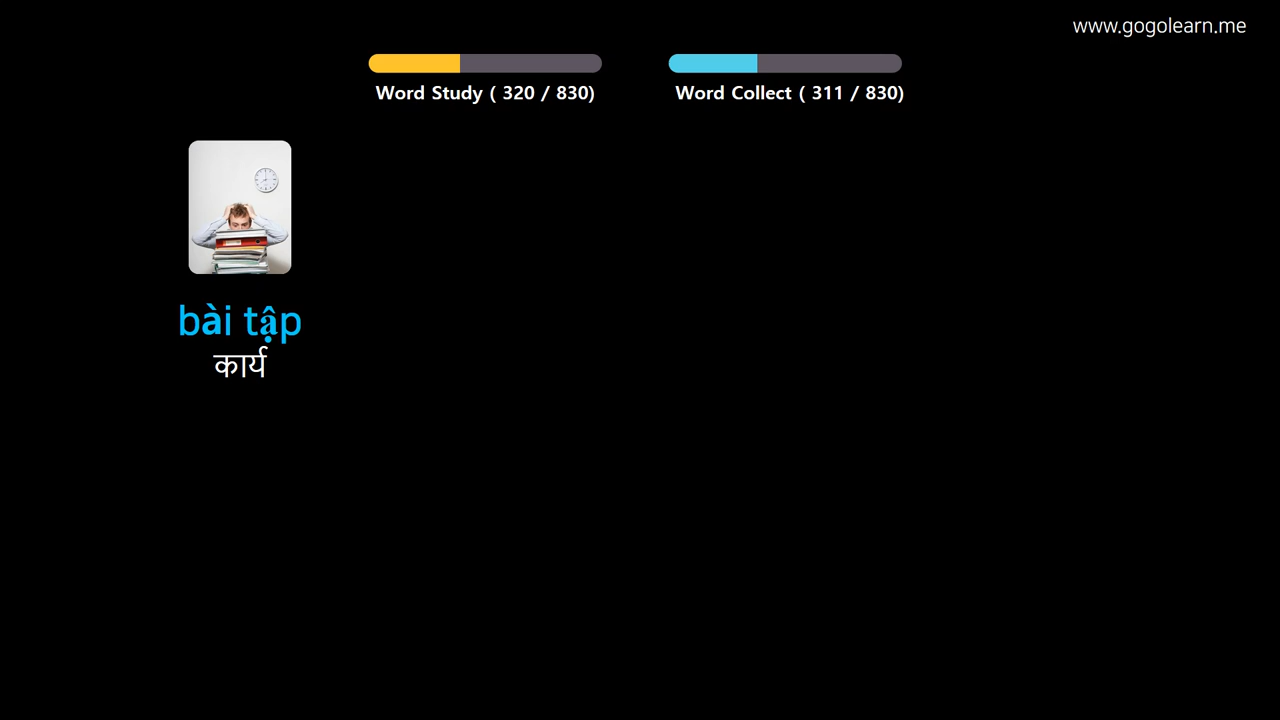 www.gogolearn.me
Word Study ( 320 / 830)
Word Collect ( 311 / 830)
bài tập
कार्य